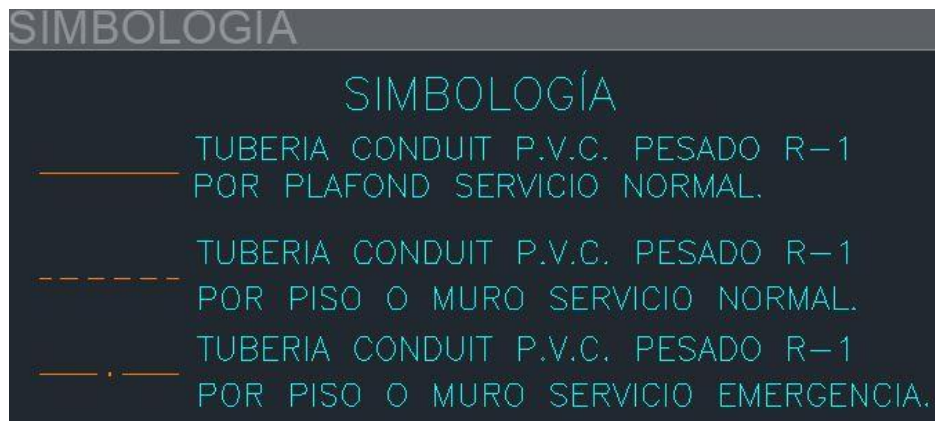 SIMBOLOGIA
SIMBOLOGÍA
TUBERIA CONDUIT P.V.C. PESADO R-1
POR PLAFOND SERVICIO NORMAL.
TUBERIA CONDUIT P.V.C. PESADO R-1
POR PISO O MURO SERVICIO NORMAL.
TUBERIA CONDUIT P.V.C. PESADO R-1
POR PISO O MURO SERVICIO EMERGENCIA.